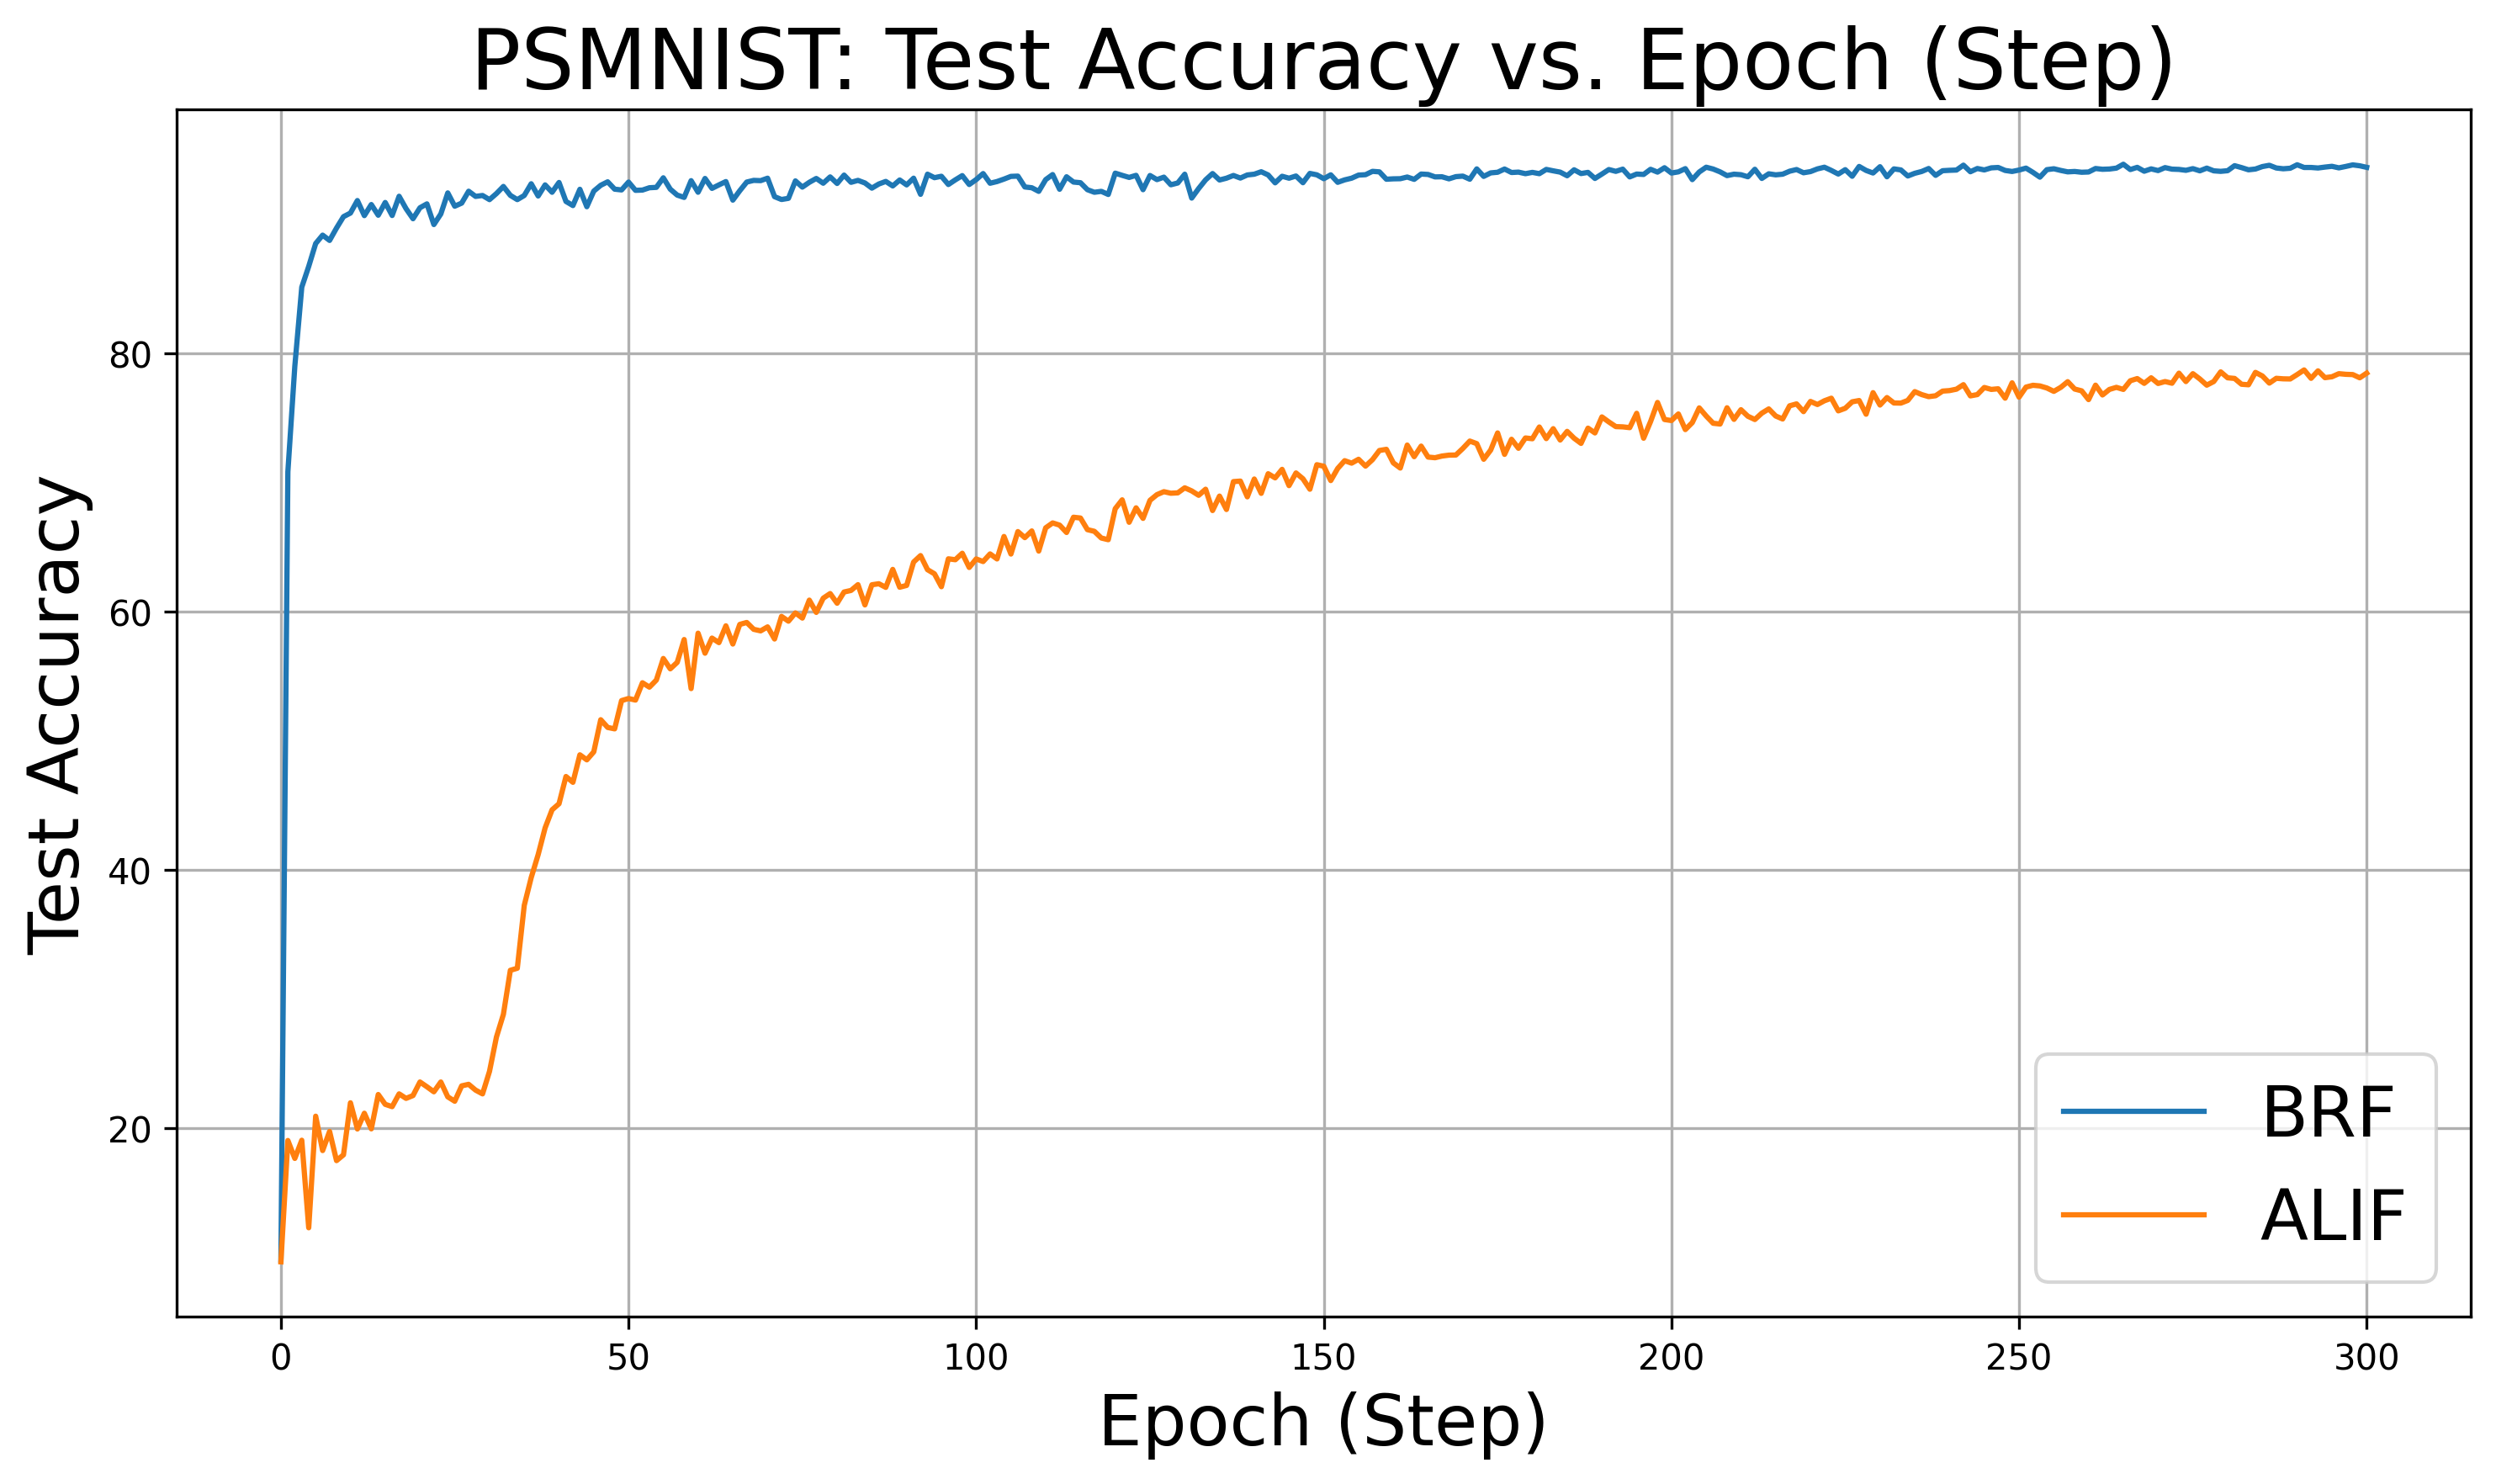 PSMNIST: Test Accuracy vs. Epoch (Step)
Test Accuracy
80
60
40
20
BRF
ALIF
0 50 100 150 200 250 300
Epoch (Step)